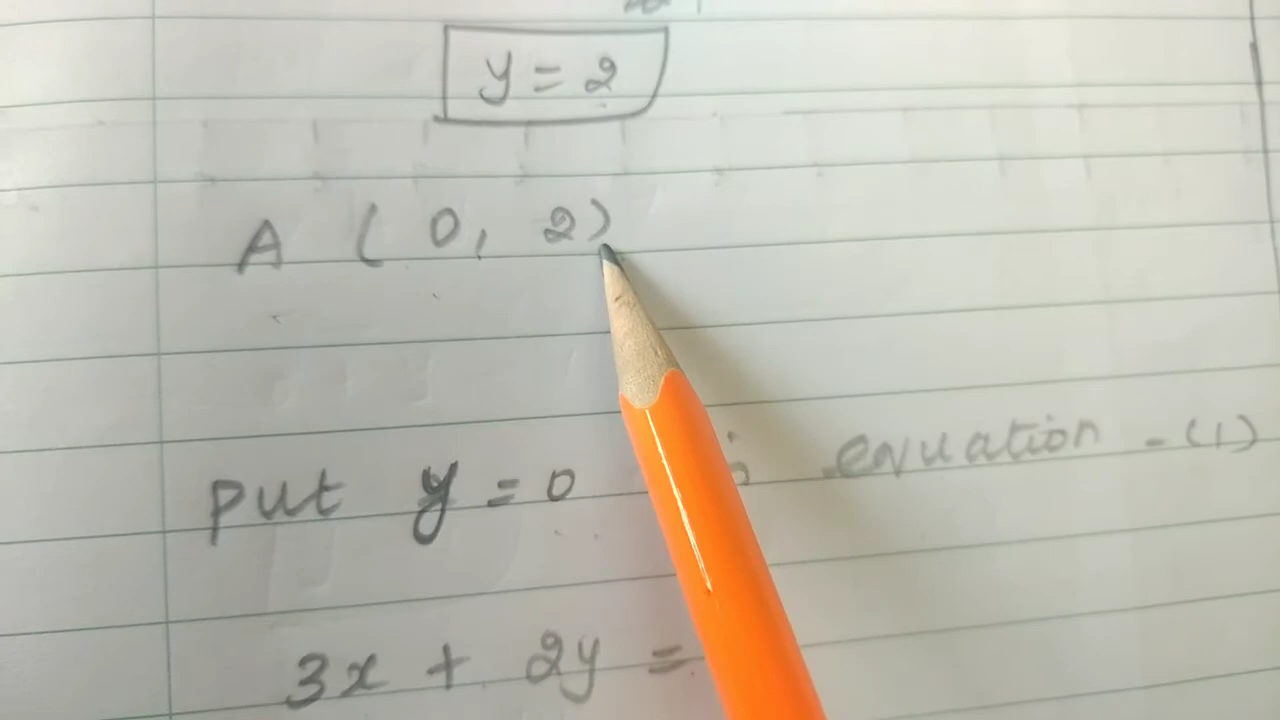 y = 2
A ( 0, 2)
put y = 0 equation - (1)
3x + 2y =